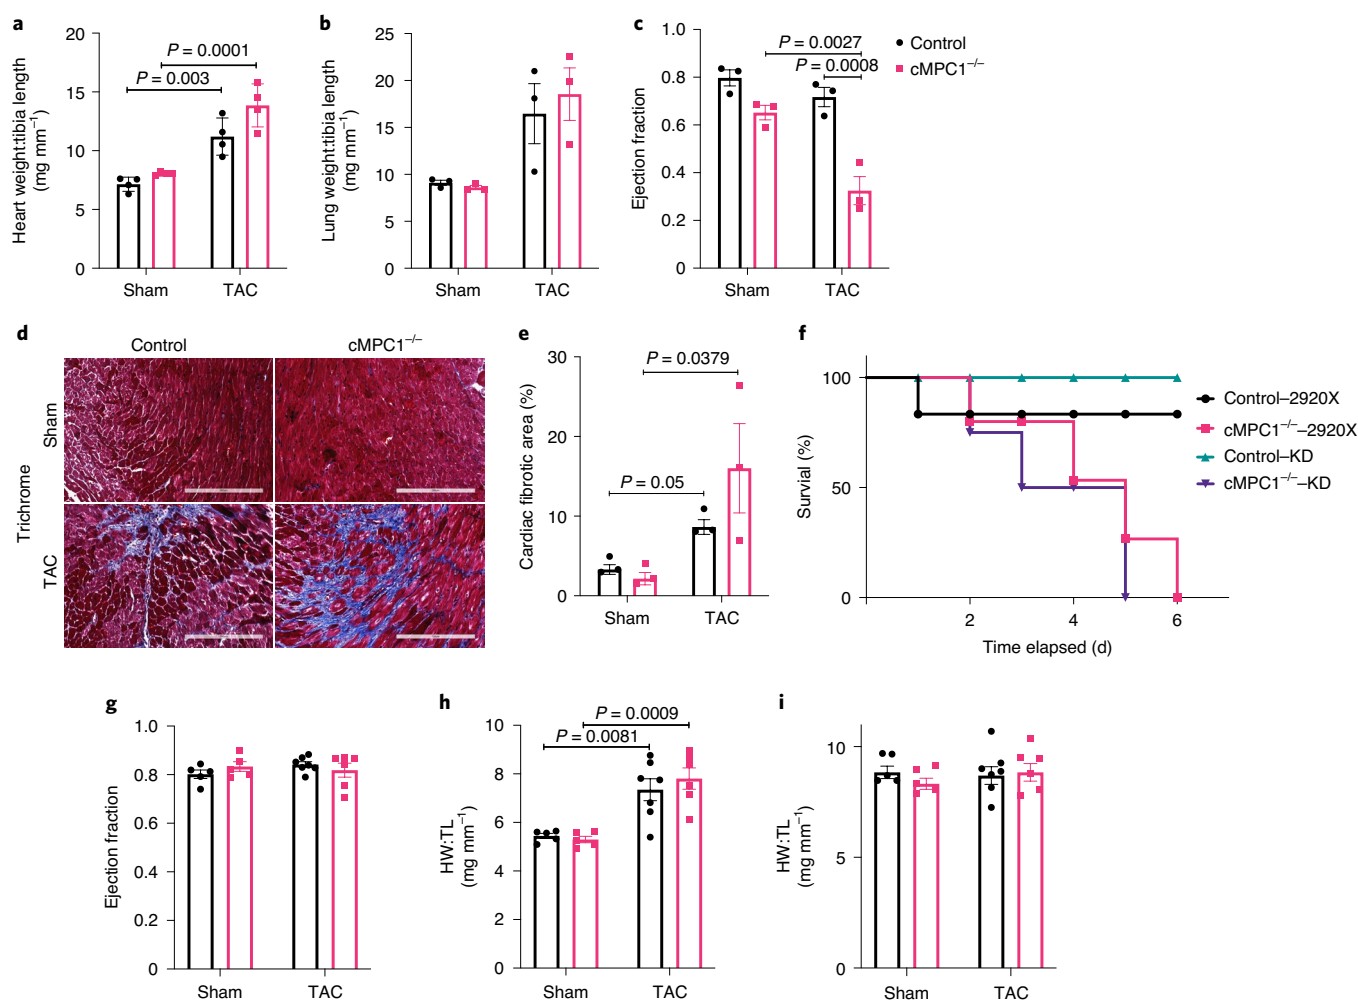 a
Heart weight:tibia length
(mg mm⁻¹)
20
15
10
5
0
P = 0.0001
P = 0.003
Sham
TAC
b
Lung weight:tibia length
(mg mm⁻¹)
25
20
15
10
5
0
Sham
TAC
c
Ejection fraction
1.0
0.8
0.6
0.4
0.2
0
P = 0.0027
P = 0.0008
Sham
TAC
Control
cMPC1⁻/⁻
d
Control
cMPC1⁻/⁻
Trichrome
Sham
TAC
e
Cardiac fibrotic area (%)
30
20
10
0
P = 0.0379
P = 0.05
Sham
TAC
f
Survial (%)
100
50
0
2
4
6
Time elapsed (d)
Control–2920X
cMPC1⁻/⁻–2920X
Control–KD
cMPC1⁻/⁻–KD
g
Ejection fraction
1.0
0.8
0.6
0.4
0.2
0
Sham
TAC
h
HW:TL
(mg mm⁻¹)
10
8
6
4
2
0
P = 0.0009
P = 0.0081
Sham
TAC
i
HW:TL
(mg mm⁻¹)
10
5
0
Sham
TAC